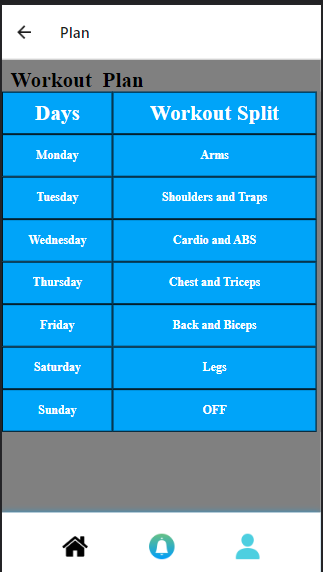 Plan
Workout Plan
Days Workout Split
Monday Arms
Tuesday Shoulders and Traps
Wednesday Cardio and ABS
Thursday Chest and Triceps
Friday Back and Biceps
Saturday Legs
Sunday OFF